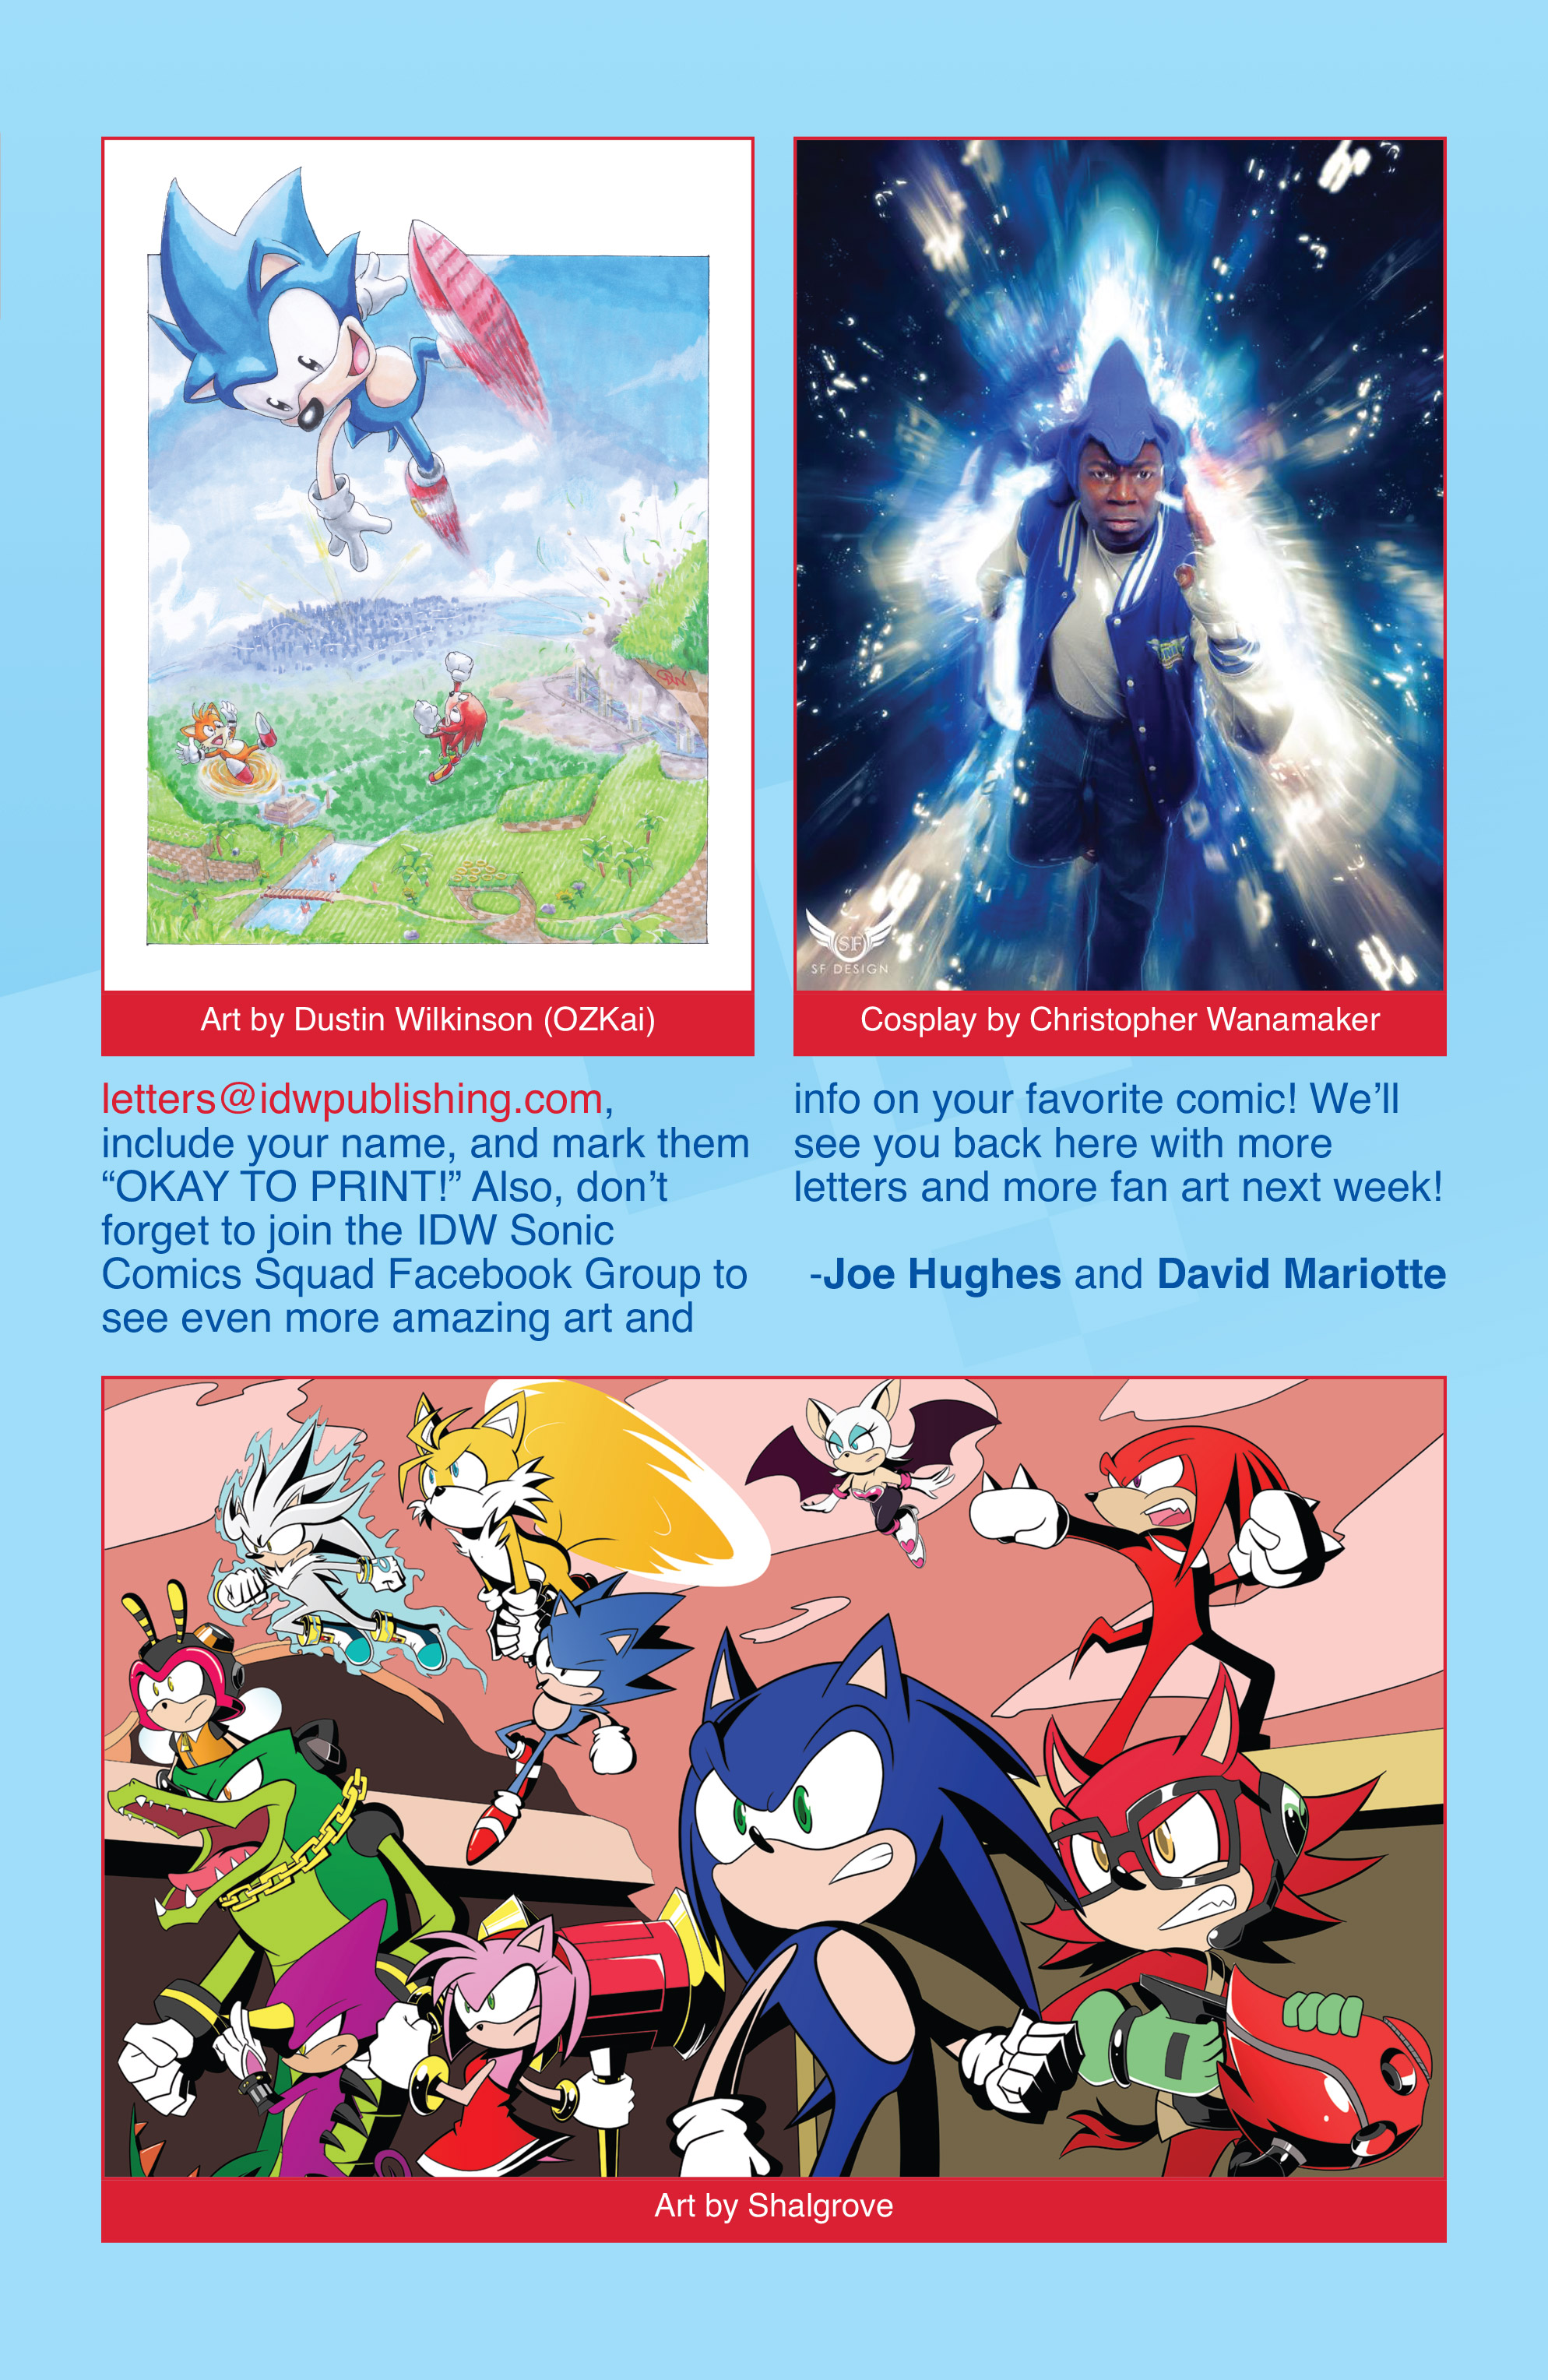 Art by Dustin Wilkinson (OZKai)
SF
SF DESIGN
Cosplay by Christopher Wanamaker
letters@idwpublishing.com,
include your name, and mark them
“OKAY TO PRINT!” Also, don’t
forget to join the IDW Sonic
Comics Squad Facebook Group to
see even more amazing art and
info on your favorite comic! We’ll
see you back here with more
letters and more fan art next week!
-Joe Hughes and David Mariotte
Art by Shalgrove